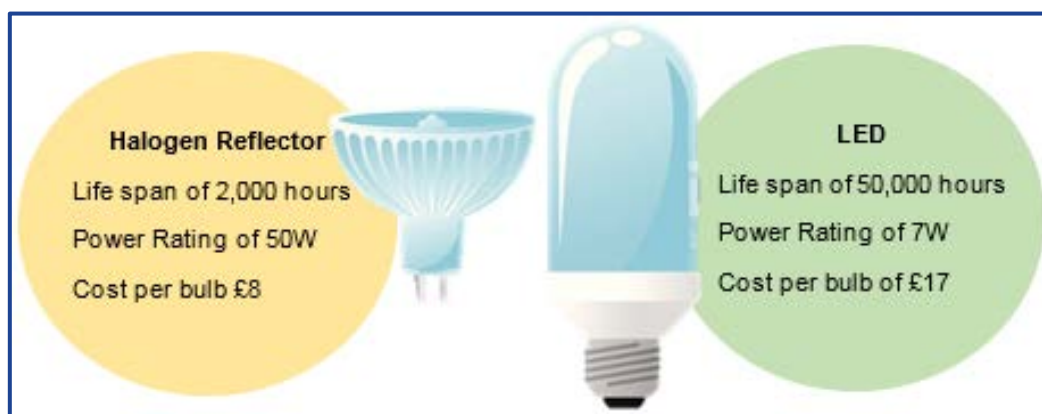 Halogen Reflector
Life span of 2,000 hours
Power Rating of 50W
Cost per bulb £8
LED
Life span of 50,000 hours
Power Rating of 7W
Cost per bulb of £17